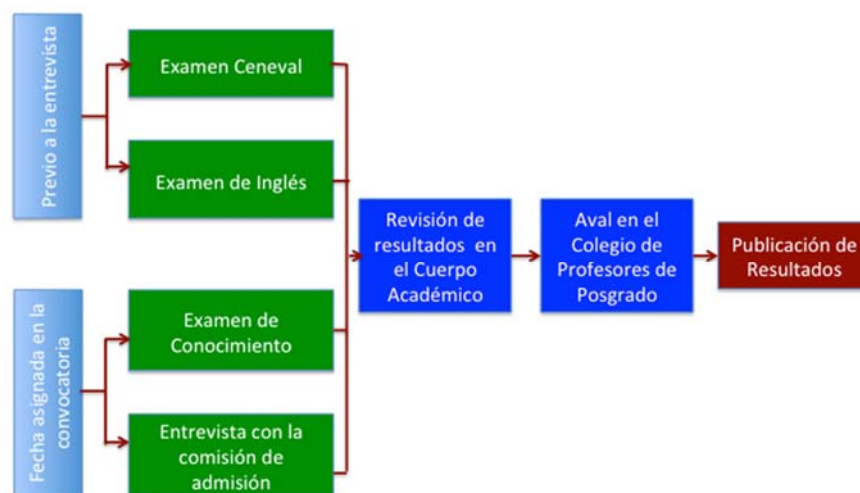 Previo a la entrevista
Examen Ceneval
Examen de Inglés
Fecha asignada en la
convocatoria
Examen de
Conocimiento
Entrevista con la
comisión de
admisión
Revisión de
resultados en
el Cuerpo
Académico
Aval en el
Colegio de
Profesores de
Posgrado
Publicación de
Resultados